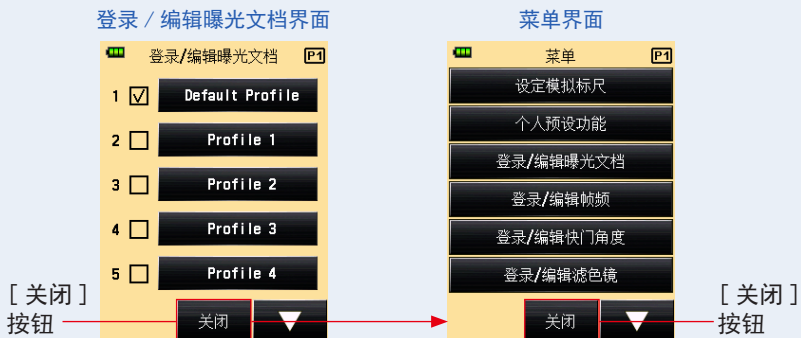 登录 / 编辑曝光文档界面
登录/编辑曝光文档 P1
1 Default Profile
2 Profile 1
3 Profile 2
4 Profile 3
5 Profile 4
关闭
[ 关闭 ]
按钮
菜单界面
菜单 P1
设定模拟标尺
个人预设功能
登录/编辑曝光文档
登录/编辑帧频
登录/编辑快门角度
登录/编辑滤色镜
关闭
[ 关闭 ]
按钮